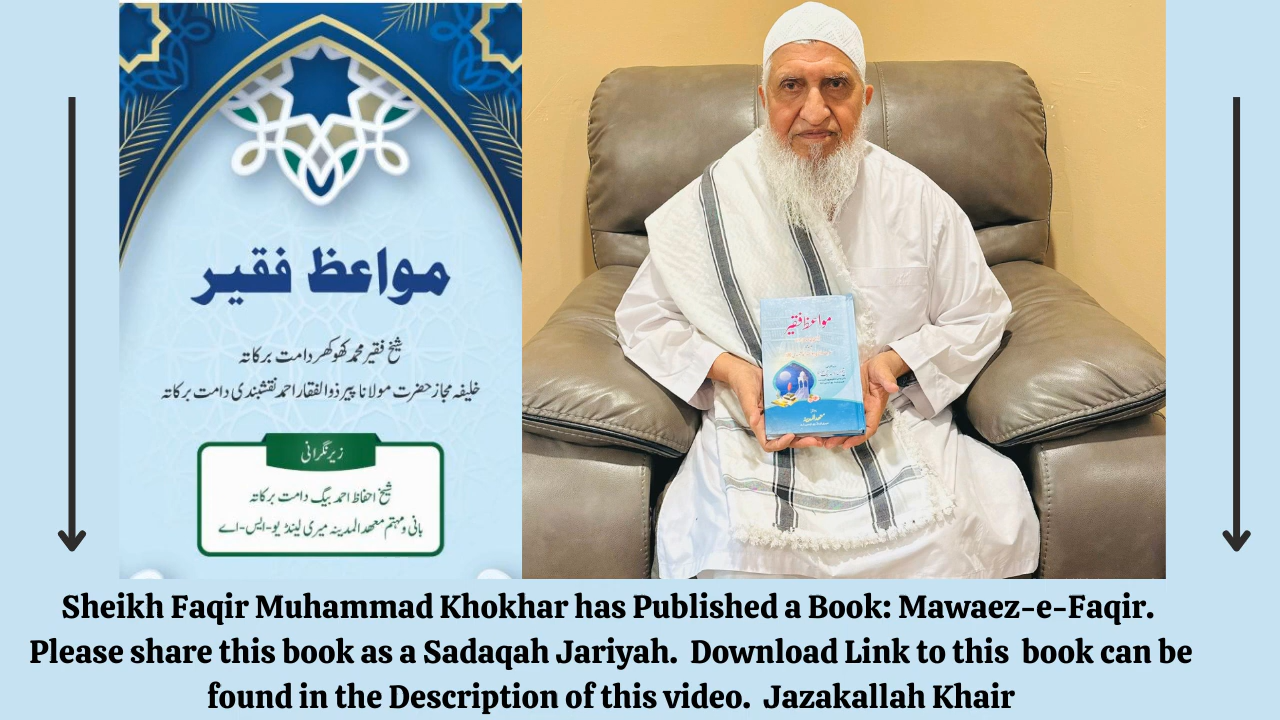 مواعظ فقیر
شیخ فقیر محمد کھوکھر دامت برکاتہ
خلیفہ مجاز حضرت مولانا پیر ذوالفقار احمد نقشبندی دامت برکاتہ
زیر نگرانی
شیخ احفاظ احمد بیگ دامت برکاتہ
بانی و مہتم معھد المدینہ میری لینڈ یو-ایس-اے
مواعظ فقیر
Sheikh Faqir Muhammad Khokhar has Published a Book: Mawaez-e-Faqir.
Please share this book as a Sadaqah Jariyah. Download Link to this book can be
found in the Description of this video. Jazakallah Khair